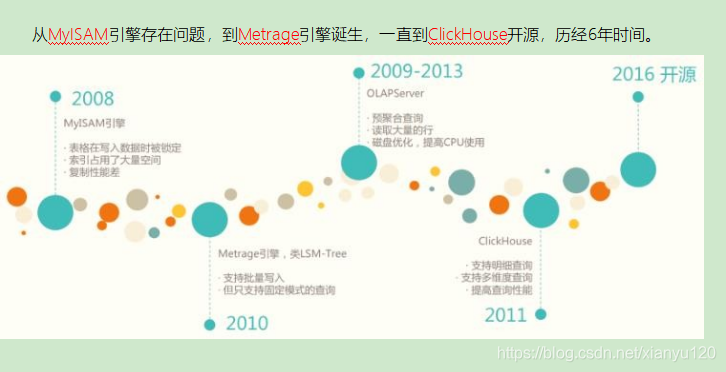 从MyISAM引擎存在问题，到Metrage引擎诞生，一直到ClickHouse开源，历经6年时间。
2008
MyISAM引擎
· 表格在写入数据时被锁定
· 索引占用了大量空间
· 复制性能差
2009-2013
OLAPServer
· 预聚合查询
· 读取大量的行
· 磁盘优化，提高CPU使用
2016 开源
Metrage引擎，类LSM-Tree
· 支持批量写入
· 但只支持固定模式的查询
2010
ClickHouse
· 支持明细查询
· 支持多维度查询
· 提高查询性能
2011
https://blog.csdn.net/xianyu120